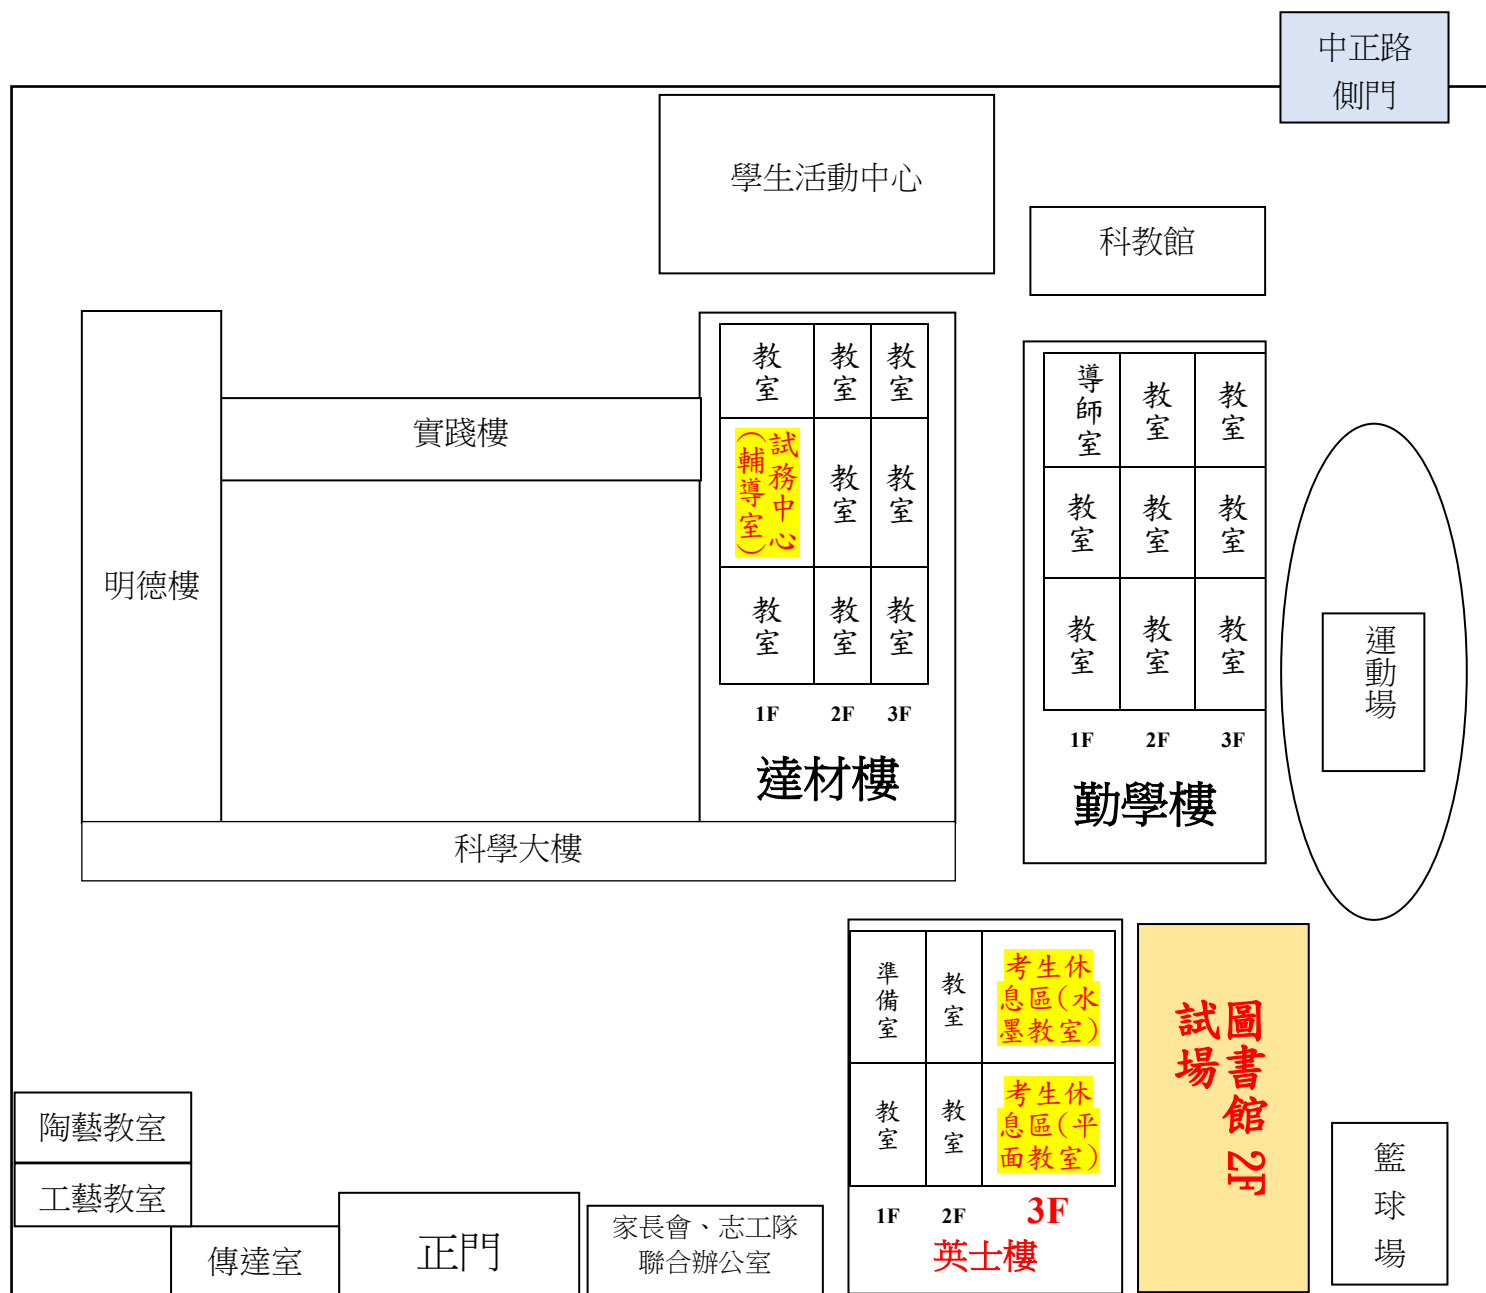 中正路
側門
學生活動中心
科教館
明德樓
實踐樓
教室
教室
教室
試務中心
（輔導室）
教室
教室
教室
教室
教室
1F
2F
3F
達材樓
導師室
教室
教室
教室
教室
教室
教室
教室
教室
1F
2F
3F
勤學樓
運動場
科學大樓
準備室
教室
考生休
息區(水
墨教室)
教室
教室
考生休
息區(平
面教室)
1F
2F
3F
英士樓
圖書館 2F
試場
籃球場
陶藝教室
工藝教室
傳達室
正門
家長會、志工隊
聯合辦公室